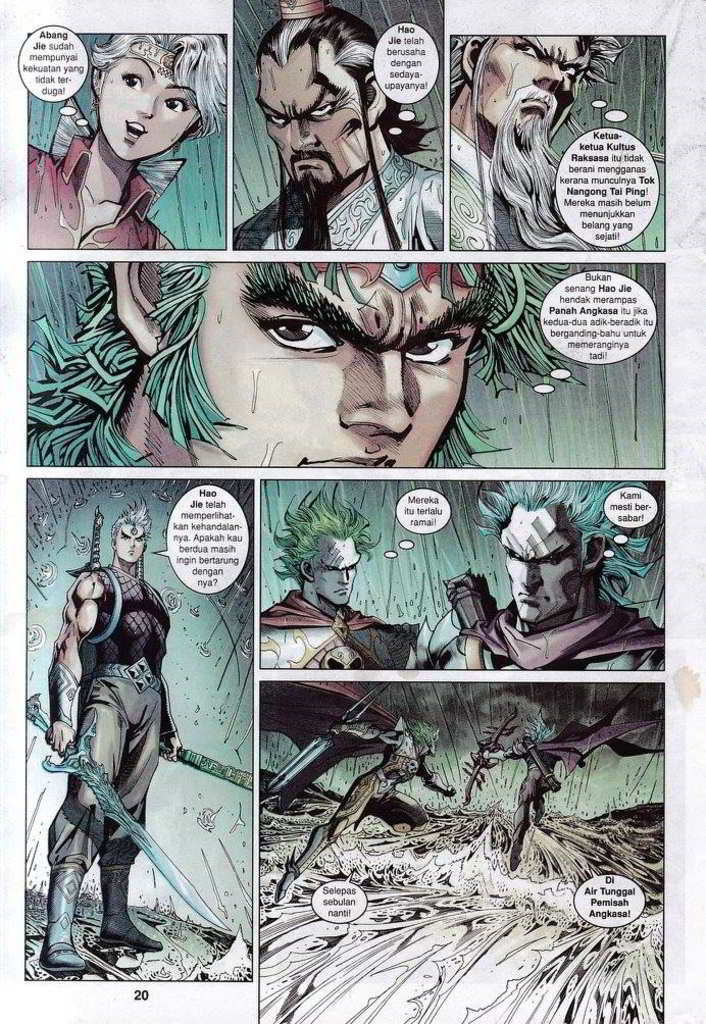 Abang
Jie sudah
mempunyai
kekuatan yang
tidak ter-
duga!
Hao
Jie telah
berusaha
dengan
sedaya-
upayanya!
Ketua-
ketua Kultus
Raksasa itu tidak
berani mengganas
kerana munculnya Tok
Nangong Tai Ping!
Mereka masih belum
menunjukkan
belang yang
sejati!
Bukan
senang Hao Jie
hendak merampas
Panah Angkasa itu jika
kedua-dua adik-beradik itu
berganding-bahu untuk
memeranginya
tadi!
Hao
Jie telah
memperlihat-
kan kehandalan-
nya. Apakah kau
berdua masih
ingin bertarung
dengan
nya?
Mereka
itu terlalu
ramai!
Kami
mesti ber-
sabar!
Selepas
sebulan
nanti!
Di
Air Tunggal
Pemisah
Angkasa!
20